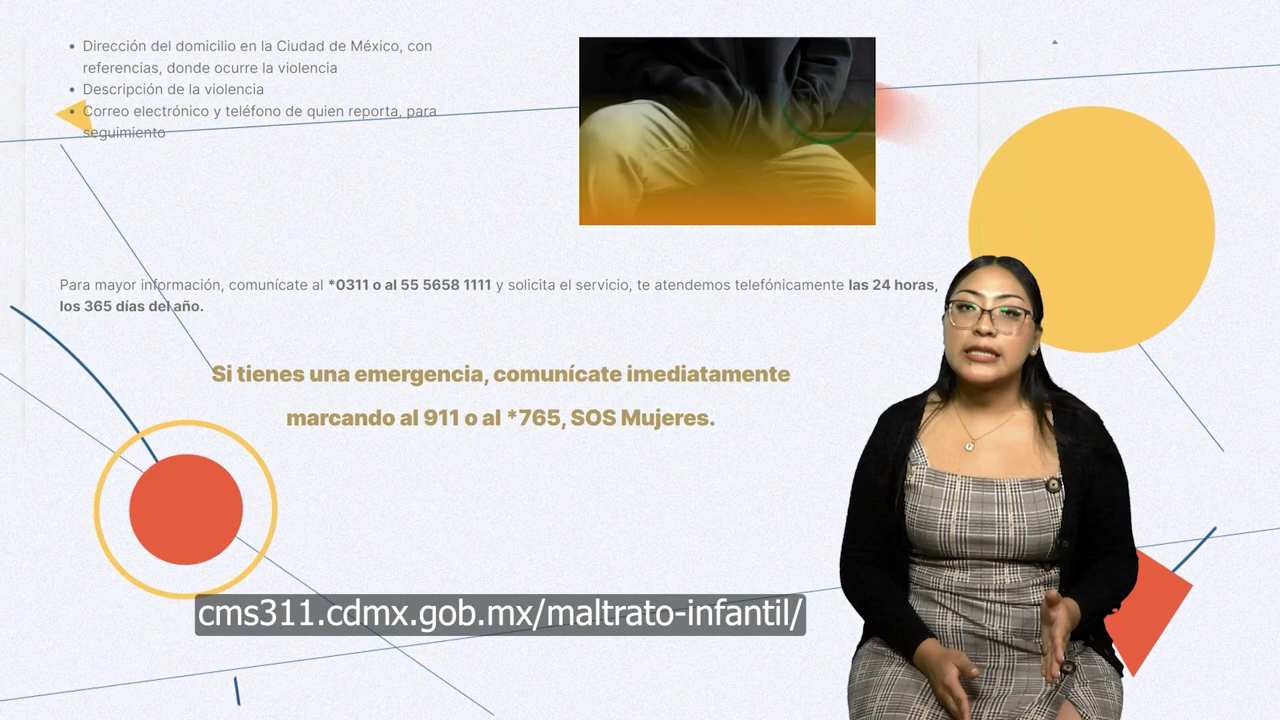 • Dirección del domicilio en la Ciudad de México, con
referencias, donde ocurre la violencia
• Descripción de la violencia
• Correo electrónico y teléfono de quien reporta, para
seguimiento
Para mayor información, comunícate al *0311 o al 55 5658 1111 y solicita el servicio, te atendemos telefónicamente las 24 horas,
los 365 días del año.
Si tienes una emergencia, comunícate imediatamente
marcando al 911 o al *765, SOS Mujeres.
cms311.cdmx.gob.mx/maltrato-infantil/